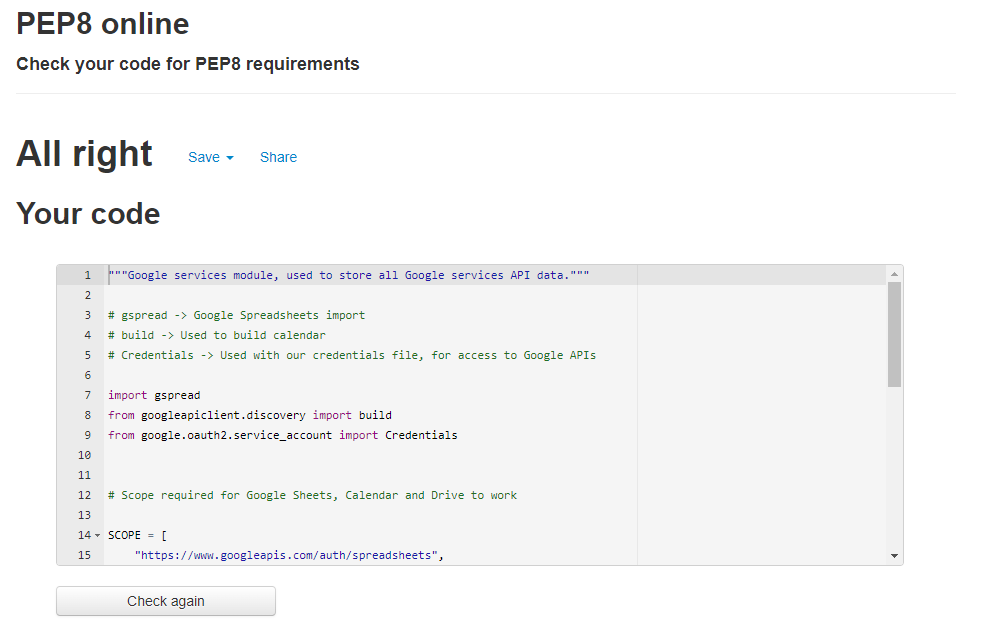 PEP8 online
Check your code for PEP8 requirements
All right Save Share
Your code
1 """Google services module, used to store all Google services API data."""
2
3 # gspread -> Google Spreadsheets import
4 # build -> Used to build calendar
5 # Credentials -> Used with our credentials file, for access to Google APIs
6
7 import gspread
8 from googleapiclient.discovery import build
9 from google.oauth2.service_account import Credentials
10
11
12 # Scope required for Google Sheets, Calendar and Drive to work
13
14 SCOPE = [
15     "https://www.googleapis.com/auth/spreadsheets",
Check again